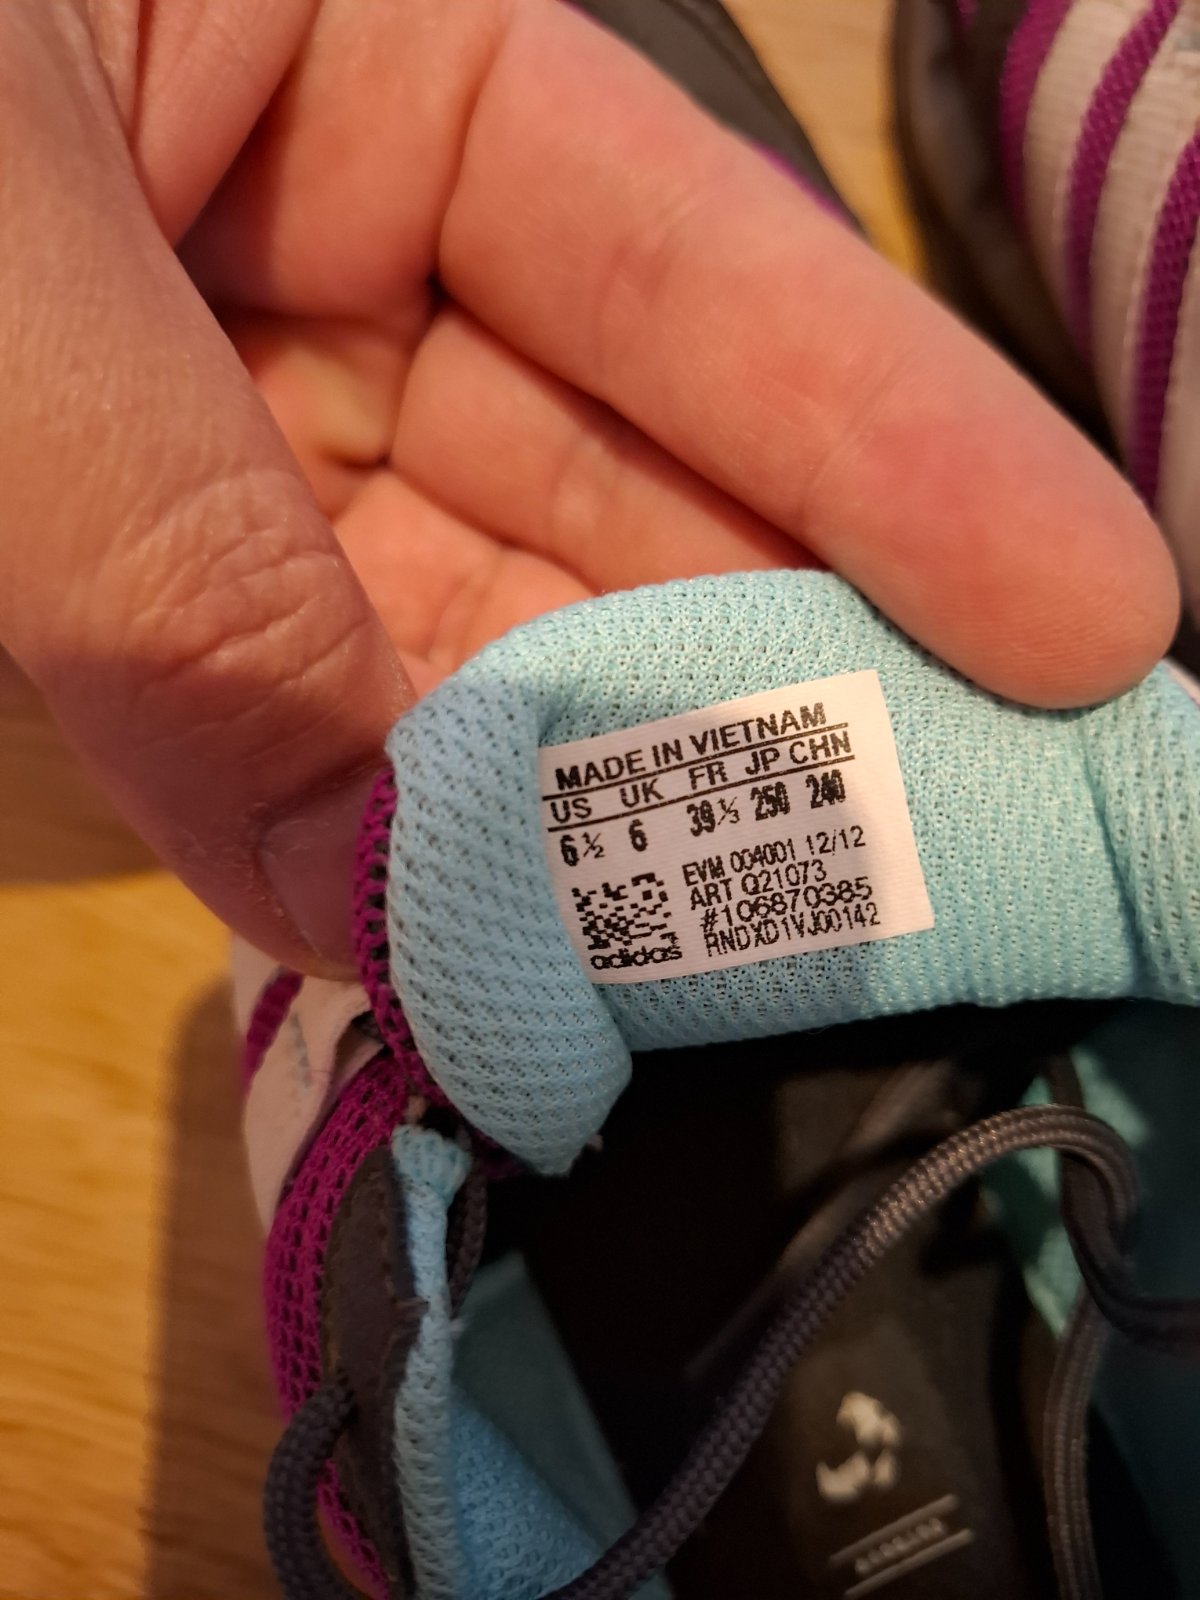 MADE IN VIETNAM
US UK FR JP CHN
6½ 6 39⅓ 250 240
EVM 004001 12/12
ART Q21073
#106870385
RNDXD1VJ00142
adidas